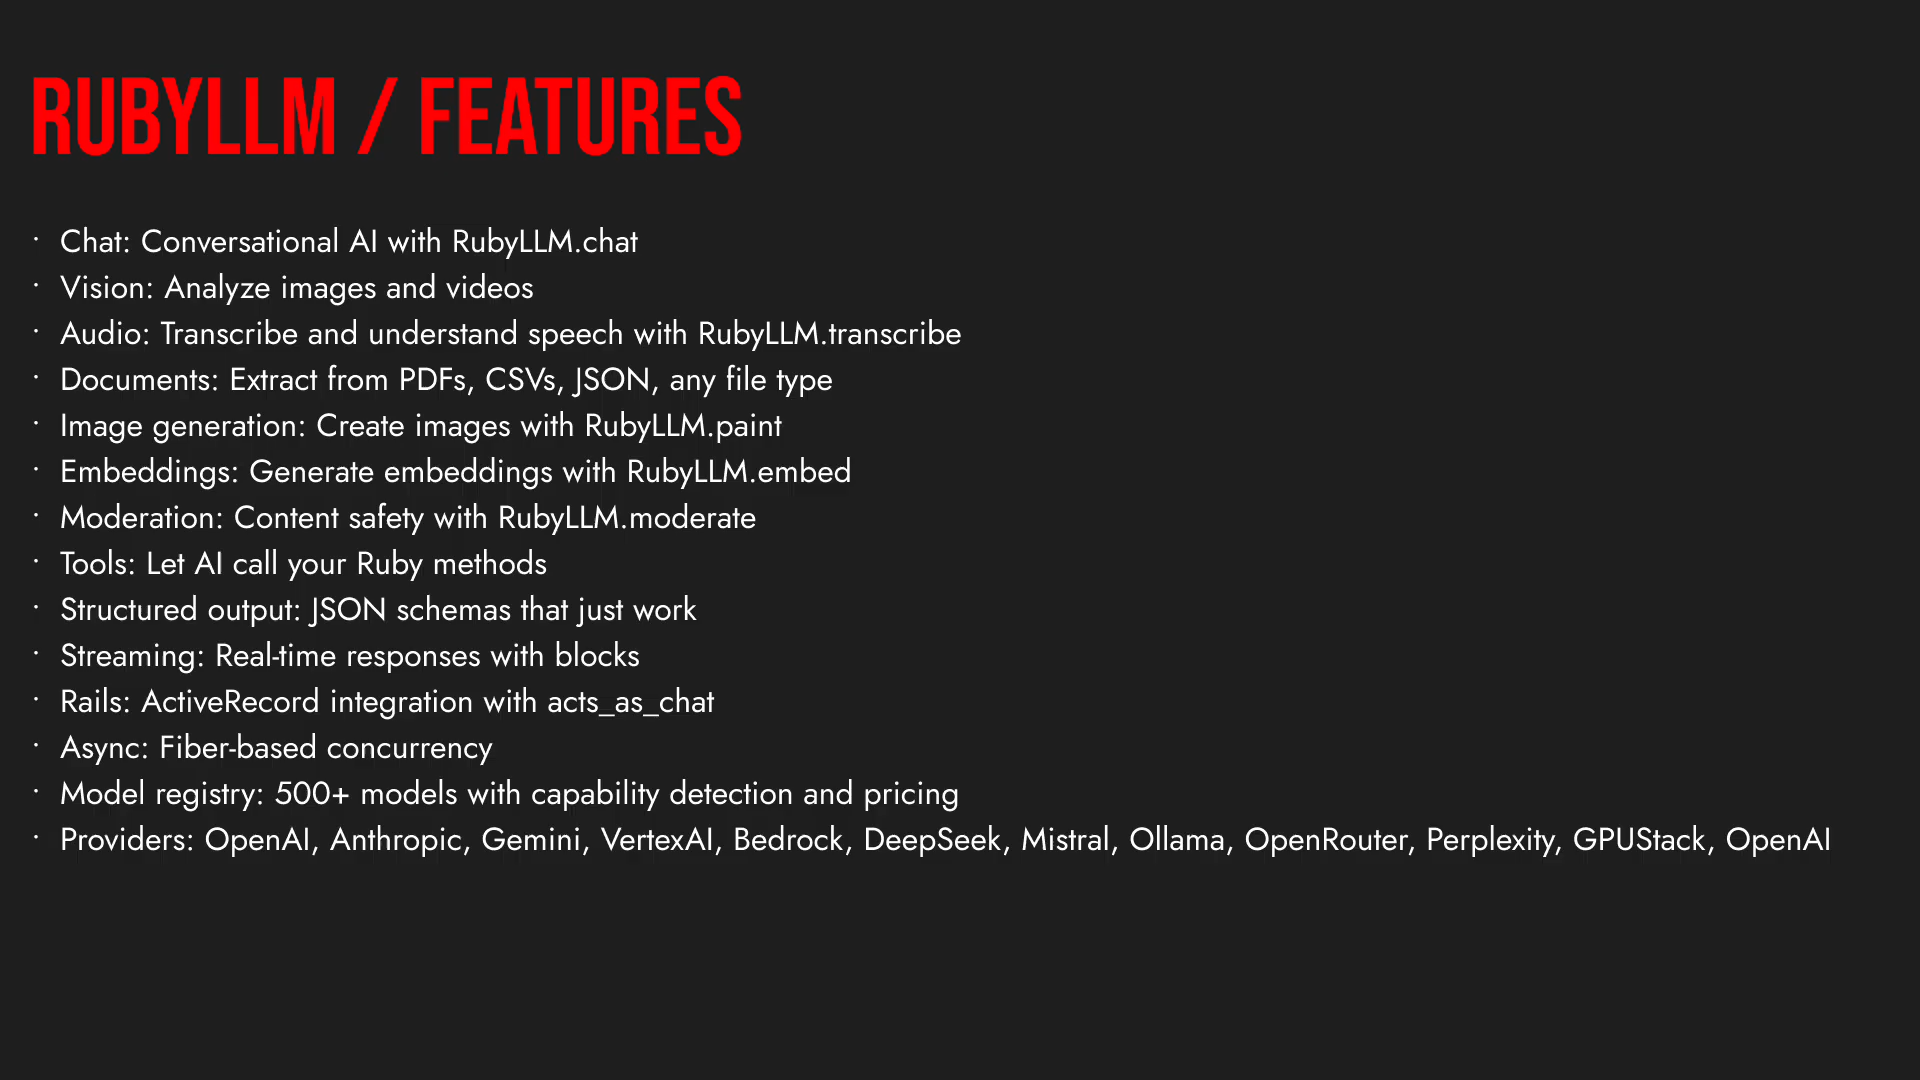 RUBYLLM / FEATURES
· Chat: Conversational AI with RubyLLM.chat
· Vision: Analyze images and videos
· Audio: Transcribe and understand speech with RubyLLM.transcribe
· Documents: Extract from PDFs, CSVs, JSON, any file type
· Image generation: Create images with RubyLLM.paint
· Embeddings: Generate embeddings with RubyLLM.embed
· Moderation: Content safety with RubyLLM.moderate
· Tools: Let AI call your Ruby methods
· Structured output: JSON schemas that just work
· Streaming: Real-time responses with blocks
· Rails: ActiveRecord integration with acts_as_chat
· Async: Fiber-based concurrency
· Model registry: 500+ models with capability detection and pricing
· Providers: OpenAI, Anthropic, Gemini, VertexAI, Bedrock, DeepSeek, Mistral, Ollama, OpenRouter, Perplexity, GPUStack, OpenAI